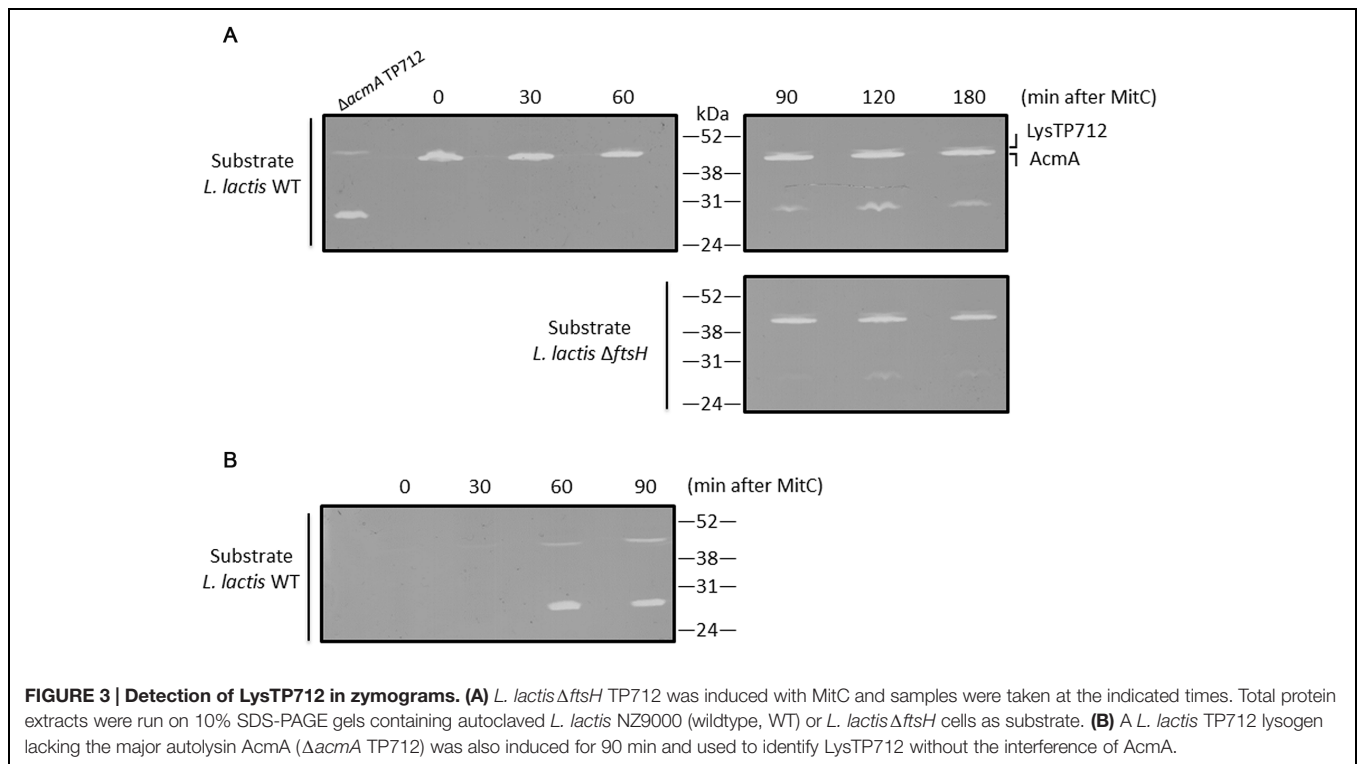 A
ΔacmA TP712
0 30 60
kDa
90 120 180 (min after MitC)
Substrate
L. lactis WT
—52—
—38—
—31—
—24—
LysTP712
AcmA
Substrate
L. lactis ΔftsH
—52—
—38—
—31—
—24—
B
0 30 60 90 (min after MitC)
Substrate
L. lactis WT
—52—
—38—
—31—
—24—
FIGURE 3 | Detection of LysTP712 in zymograms. (A) L. lactisΔftsH TP712 was induced with MitC and samples were taken at the indicated times. Total protein
extracts were run on 10% SDS-PAGE gels containing autoclaved L. lactis NZ9000 (wildtype, WT) or L. lactisΔftsH cells as substrate. (B) A L. lactis TP712 lysogen
lacking the major autolysin AcmA (ΔacmA TP712) was also induced for 90 min and used to identify LysTP712 without the interference of AcmA.